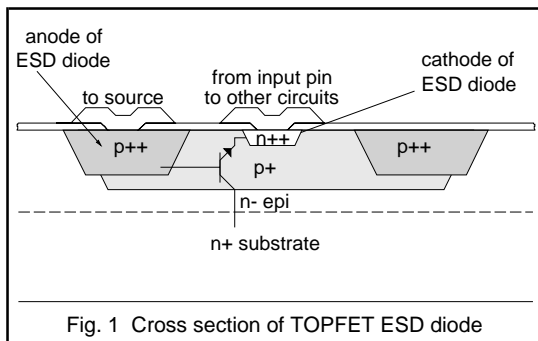 anode of
ESD diode
to source
from input pin
to other circuits
cathode of
ESD diode
p++
n++
p++
p+
n- epi
n+ substrate
Fig. 1 Cross section of TOPFET ESD diode